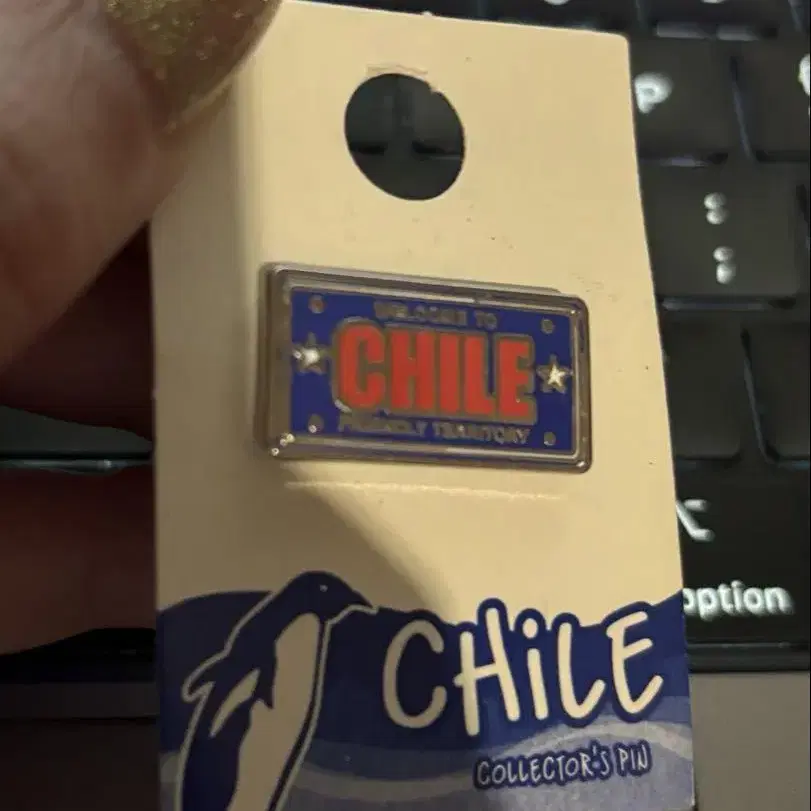 P
:
;
WELCOME TO
CHILE
FRIENDLY TERRITORY
option
CHiLE
COLLECTOR'S PIN